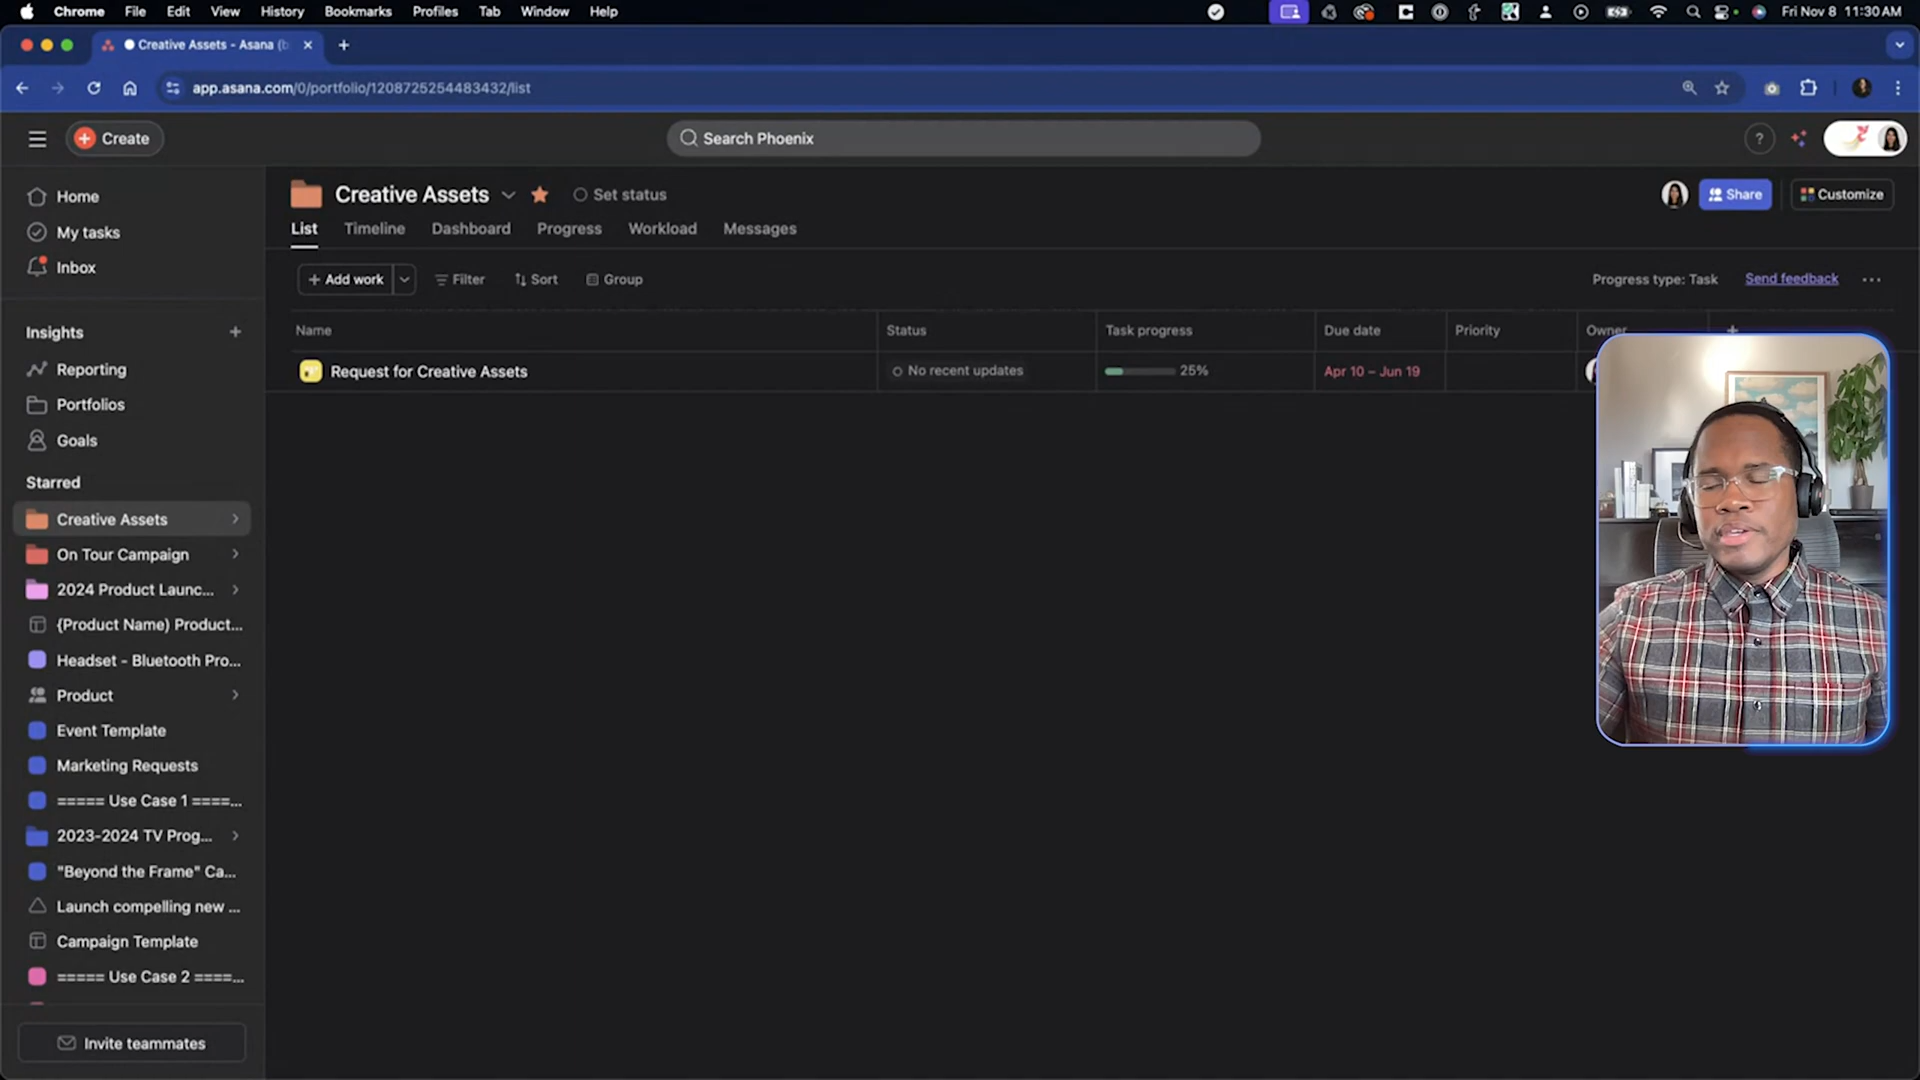 Chrome File Edit View History Bookmarks Profiles Tab Window Help Fri Nov 8 11:30 AM
Creative Assets - Asana (b
app.asana.com/0/portfolio/1208725254483432/list
Create
Search Phoenix
?
Home
My tasks
Inbox
Insights
Reporting
Portfolios
Goals
Starred
Creative Assets
On Tour Campaign
2024 Product Launc...
{Product Name) Product...
Headset - Bluetooth Pro...
Product
Event Template
Marketing Requests
===== Use Case 1 ====...
2023-2024 TV Prog...
"Beyond the Frame" Ca...
Launch compelling new ...
Campaign Template
===== Use Case 2 ====...
Invite teammates
Creative Assets
Set status
Share
Customize
List Timeline Dashboard Progress Workload Messages
+ Add work Filter Sort Group
Progress type: Task Send feedback ...
Name Status Task progress Due date Priority Owner +
Request for Creative Assets No recent updates 25% Apr 10 – Jun 19